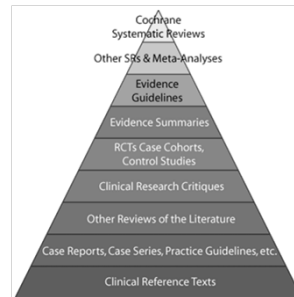 Cochrane
Systematic Reviews
Other SRs & Meta-Analyses
Evidence
Guidelines
Evidence Summaries
RCTs Case Cohorts,
Control Studies
Clinical Research Critiques
Other Reviews of the Literature
Case Reports, Case Series, Practice Guidelines, etc.
Clinical Reference Texts